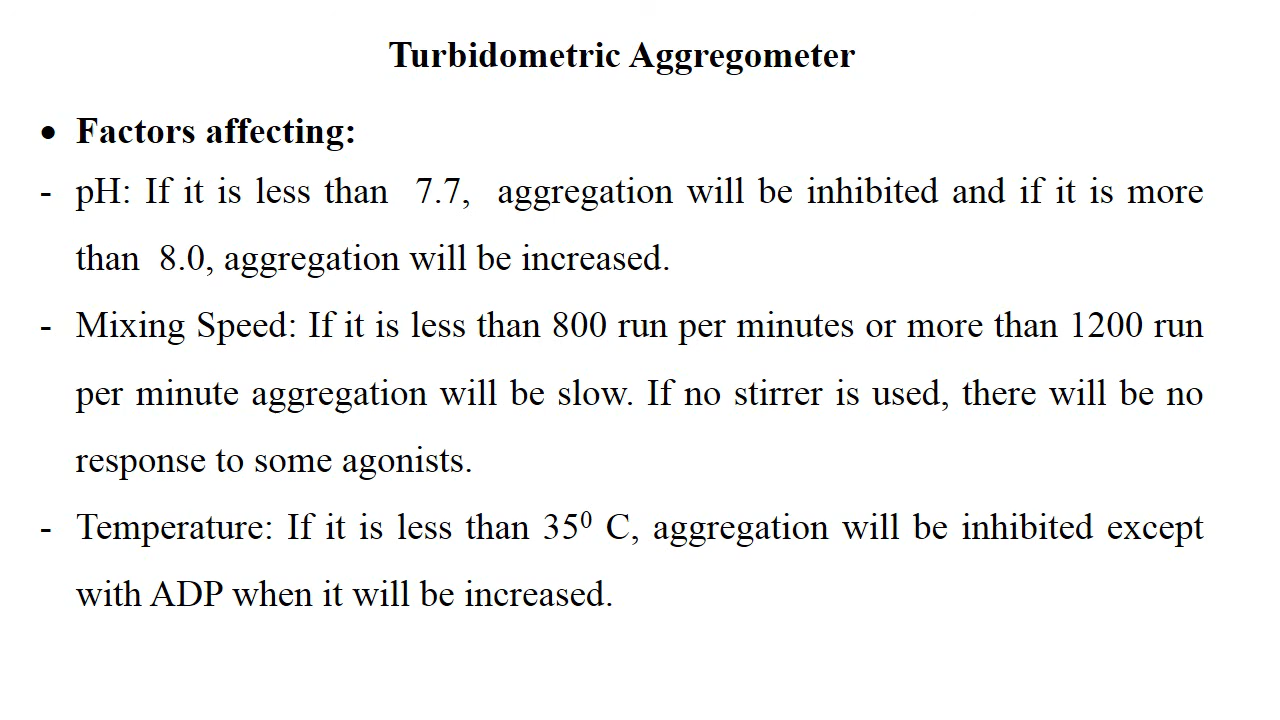 Turbidometric Aggregometer
• Factors affecting:
- pH: If it is less than 7.7, aggregation will be inhibited and if it is more
than 8.0, aggregation will be increased.
- Mixing Speed: If it is less than 800 run per minutes or more than 1200 run
per minute aggregation will be slow. If no stirrer is used, there will be no
response to some agonists.
- Temperature: If it is less than 35⁰ C, aggregation will be inhibited except
with ADP when it will be increased.